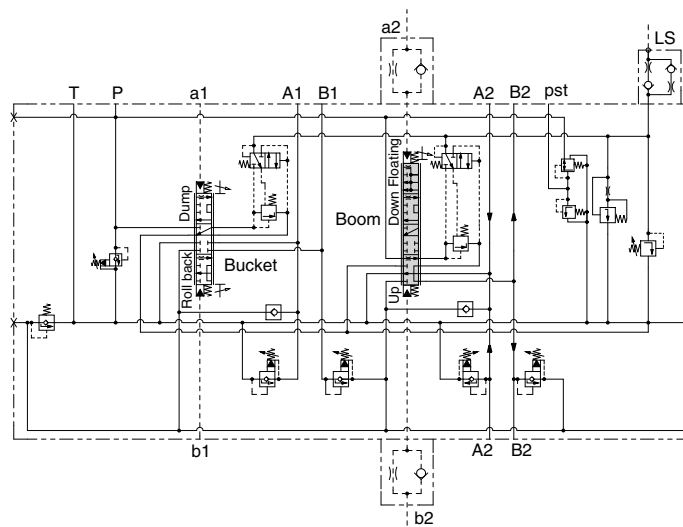 a2
LS
T P a1 A1 B1 A2 B2 pst
Dump
Bucket
Roll back
Down Floating
Boom
Up
b1 A2 B2
b2